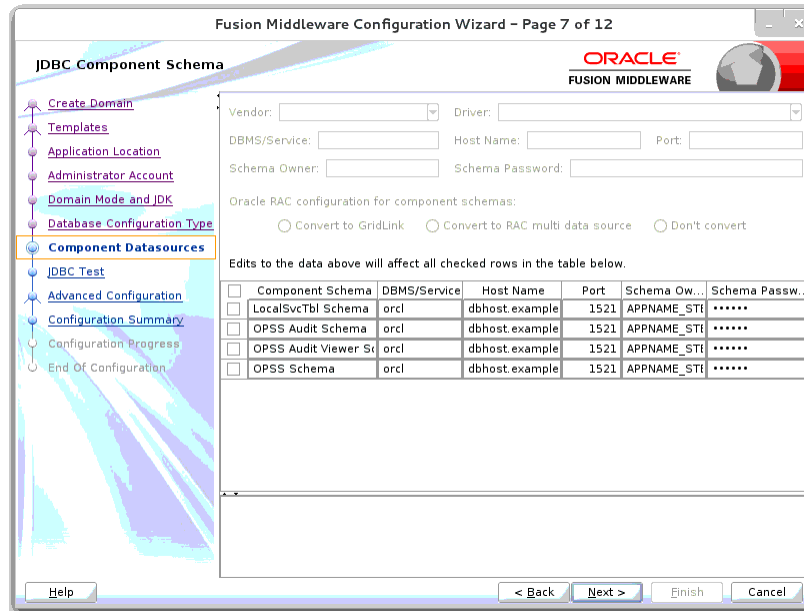 Fusion Middleware Configuration Wizard – Page 7 of 12
JDBC Component Schema
ORACLE
FUSION MIDDLEWARE
Create Domain
Templates
Application Location
Administrator Account
Domain Mode and JDK
Database Configuration Type
Component Datasources
JDBC Test
Advanced Configuration
Configuration Summary
Configuration Progress
End Of Configuration
Vendor: Driver:
DBMS/Service: Host Name: Port:
Schema Owner: Schema Password:
Oracle RAC configuration for component schemas:
Convert to GridLink Convert to RAC multi data source Don't convert
Edits to the data above will affect all checked rows in the table below.
Component Schema DBMS/Service Host Name Port Schema Ow... Schema Passw...
LocalSvcTbl Schema orcl dbhost.example 1521 APPNAME_STB ••••••
OPSS Audit Schema orcl dbhost.example 1521 APPNAME_STB ••••••
OPSS Audit Viewer Sc orcl dbhost.example 1521 APPNAME_STB ••••••
OPSS Schema orcl dbhost.example 1521 APPNAME_STB ••••••
Help < Back Next > Finish Cancel